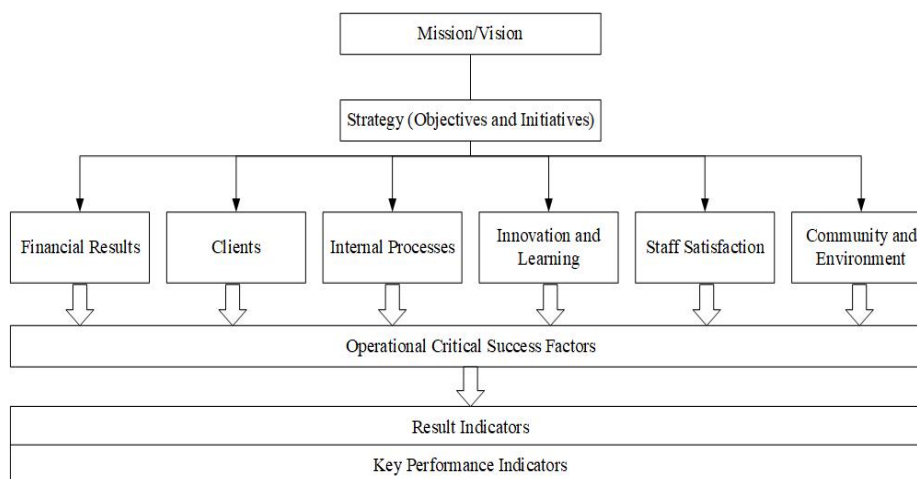 Mission/Vision
Strategy (Objectives and Initiatives)
Financial Results
Clients
Internal Processes
Innovation and
Learning
Staff Satisfaction
Community and
Environment
Operational Critical Success Factors
Result Indicators
Key Performance Indicators